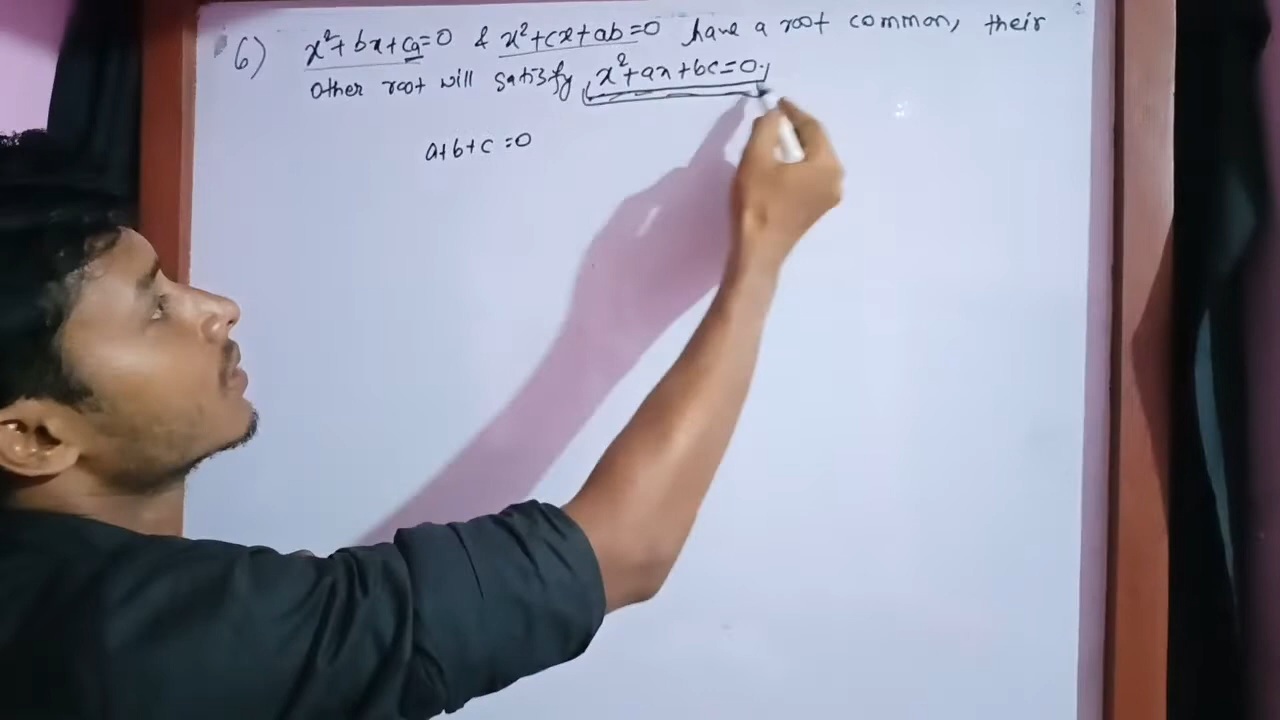 6) x²+bx+ca=0 & x²+cx+ab=0 have a root common, their
other root will satisfy x²+ax+bc=0.
a+b+c=0